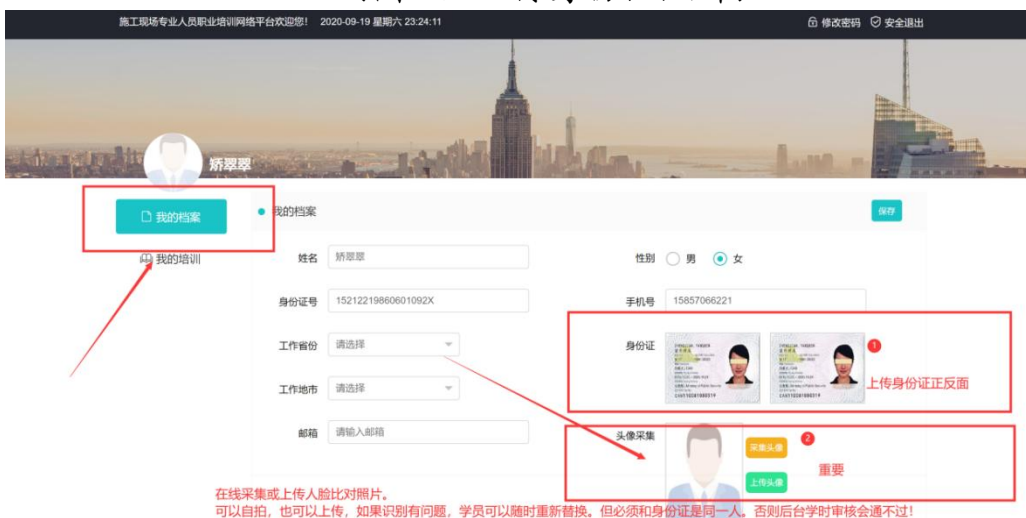 施工现场专业人员职业培训网络平台欢迎您! 2020-09-19 星期六 23:24:11 修改密码 安全退出
矫翠翠
我的档案
我的培训
我的档案 保存
姓名 矫翠翠 性别 男 女
身份证号 15212219860601092X 手机号 15857066221
工作省份 请选择 身份证 1
上传身份证正反面
工作地市 请选择
邮箱 请输入邮箱 头像采集 采集头像 2
重要
上传头像
在线采集或上传人脸比对照片。
可以自拍，也可以上传，如果识别有问题，学员可以随时重新替换。但必须和身份证是同一人。否则后台学时审核会通不过！